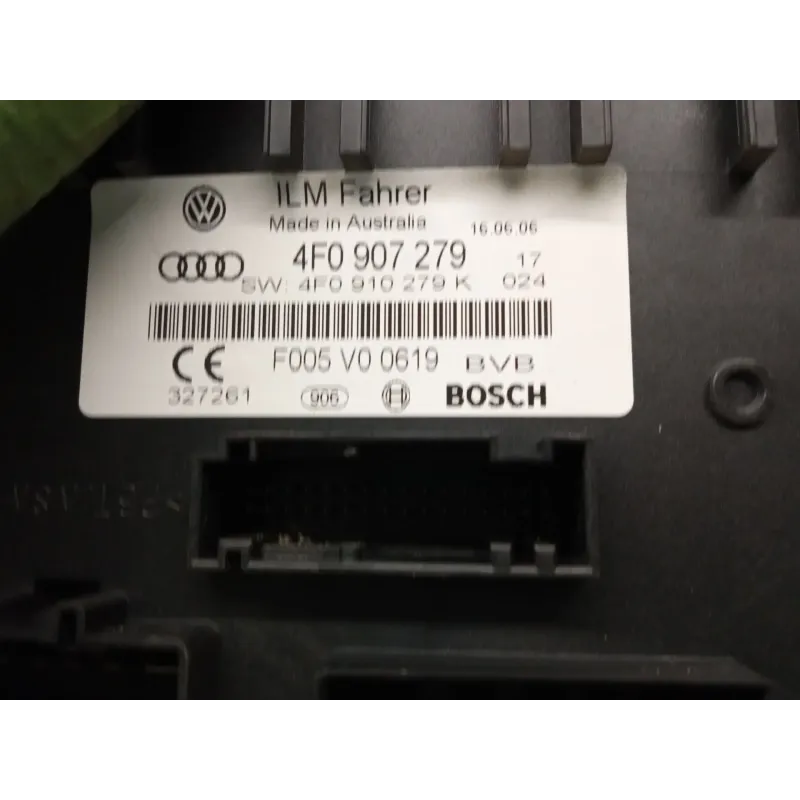 ILM Fahrer
Made in Australia 16.06.06
4F0 907 279 17
SW: 4F0 910 279 K 024
F005 V0 0619 BVB
327261 906 BOSCH